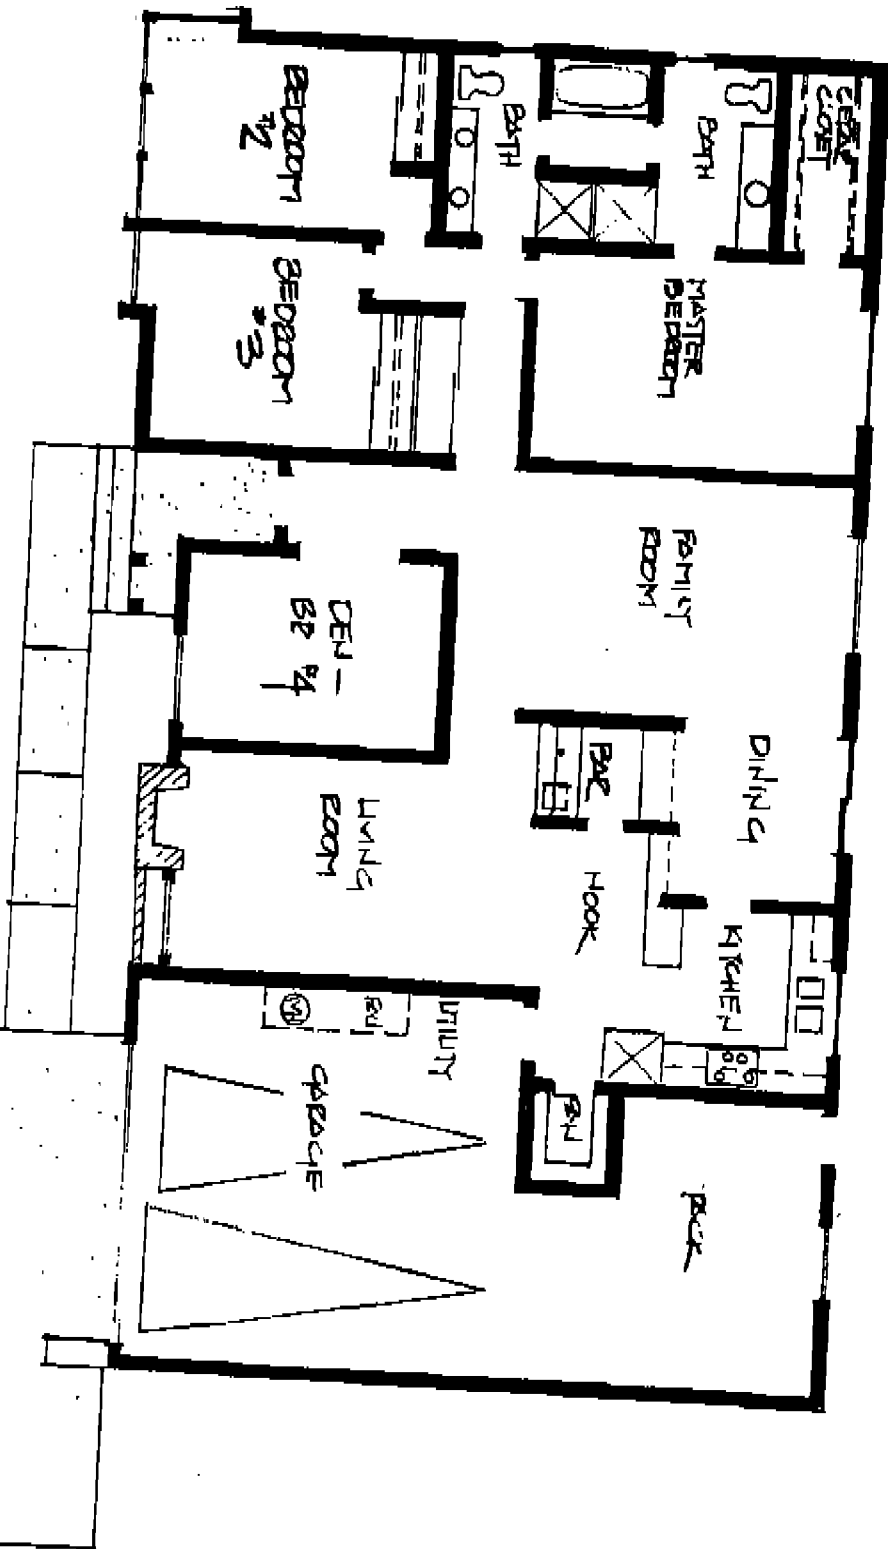 CEDAR
CLOSET
BATH
BATH
MASTER
BEDROOM
FAMILY
ROOM
DINING
KITCHEN
BAR
NOOK
BEDROOM
#2
BEDROOM
#3
DEN -
BR #4
LIVING
ROOM
UTILITY
GARAGE